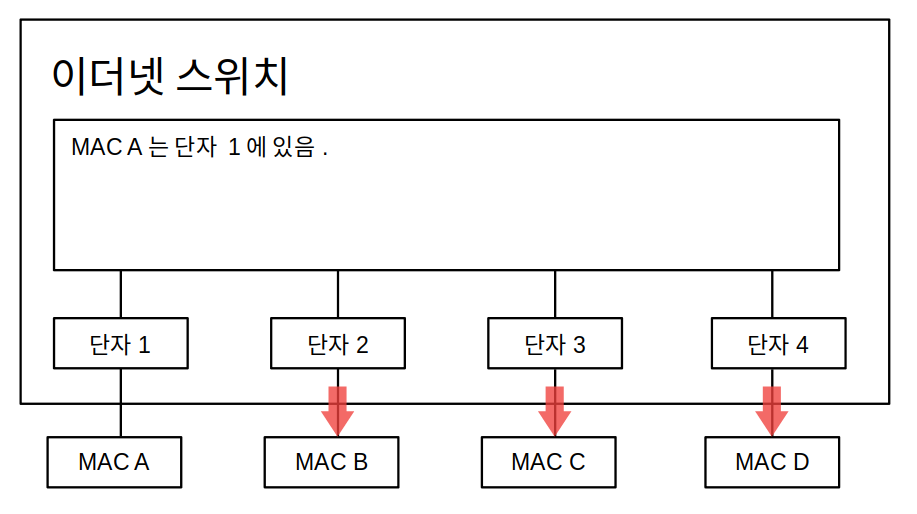 이더넷 스위치
MAC A 는 단자 1 에 있음 .
단자 1
단자 2
단자 3
단자 4
MAC A
MAC B
MAC C
MAC D